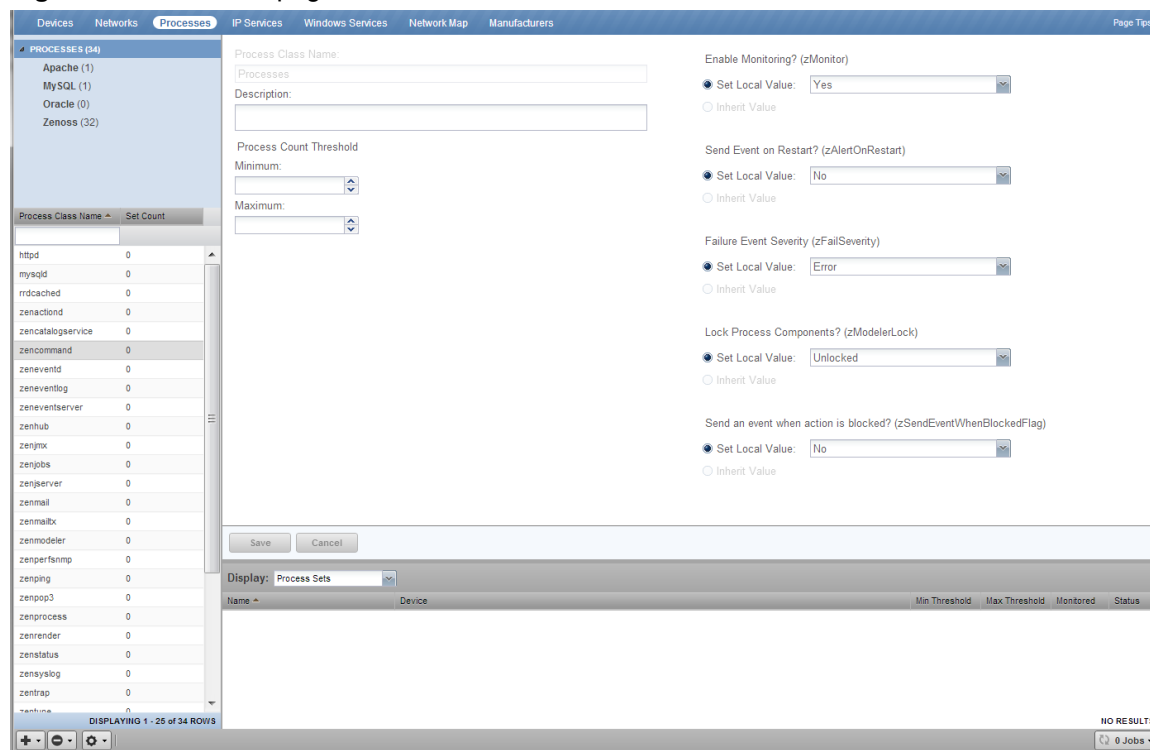 Devices Networks Processes IP Services Windows Services Network Map Manufacturers Page Tips
PROCESSES (34)
Apache (1)
MySQL (1)
Oracle (0)
Zenoss (32)
Process Class Name Set Count
httpd 0
mysqld 0
rrdcached 0
zenactiond 0
zencatalogservice 0
zencommand 0
zeneventd 0
zeneventlog 0
zeneventserver 0
zenhub 0
zenjmx 0
zenjobs 0
zenjserver 0
zenmail 0
zenmailtx 0
zenmodeler 0
zenperfsnmp 0
zenping 0
zenpop3 0
zenprocess 0
zenrender 0
zenstatus 0
zensyslog 0
zentrap 0
zentune 0
DISPLAYING 1 - 25 of 34 ROWS
Process Class Name:
Processes
Description:
Process Count Threshold
Minimum:
Maximum:
Enable Monitoring? (zMonitor)
Set Local Value: Yes
Inherit Value
Send Event on Restart? (zAlertOnRestart)
Set Local Value: No
Inherit Value
Failure Event Severity (zFailSeverity)
Set Local Value: Error
Inherit Value
Lock Process Components? (zModelerLock)
Set Local Value: Unlocked
Inherit Value
Send an event when action is blocked? (zSendEventWhenBlockedFlag)
Set Local Value: No
Inherit Value
Save Cancel
Display: Process Sets
Name Device Min Threshold Max Threshold Monitored Status
NO RESULTS
0 Jobs